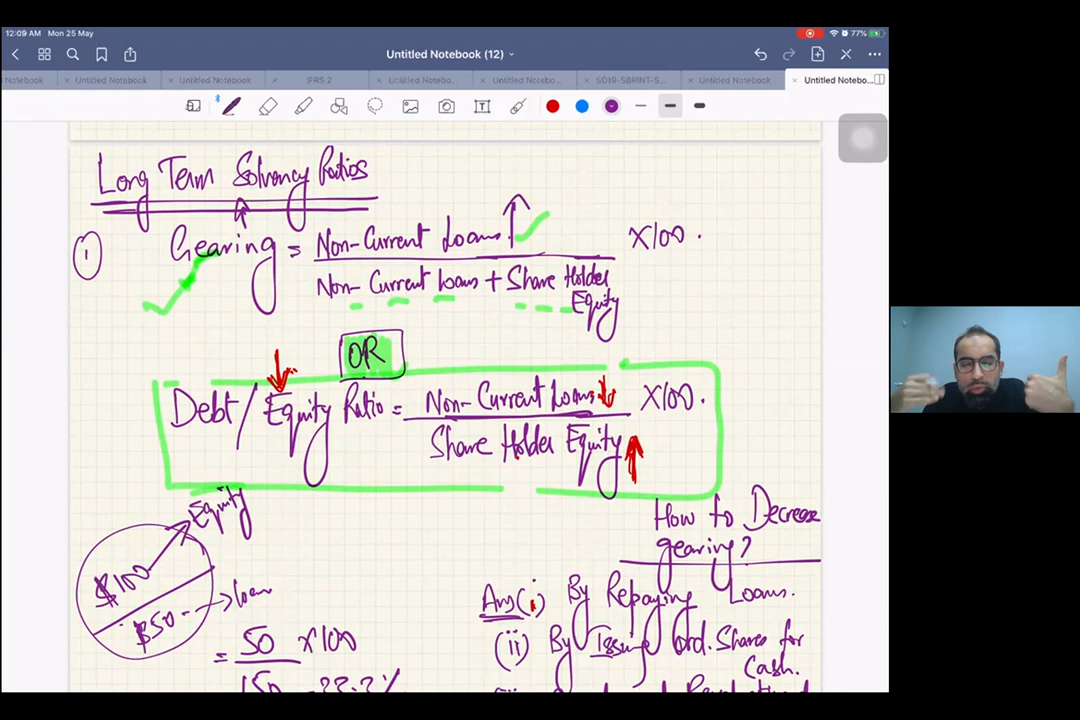 12:09 AM Mon 25 May
77%
Untitled Notebook (12)
Notebook
Untitled Notebook
Untitled Notebook
IFRS 2
Untitled Notebo...
Untitled Notebo...
SD19-SBRINT-S...
Untitled Notebook
Untitled Notebo...
Long Term Solvency Ratios
1 Gearing = Non-Current Loans X100.
Non-Current Loans + Share Holder
Equity
OR
Debt/Equity Ratio = Non-Current Loans X100.
Share Holder Equity
Equity
$100
$50 → loan
= 50 X100
150
How to Decrease
gearing?
Ans (i) By Repaying Loans.
(ii) By Issuing Ord. Shares for
Cash.